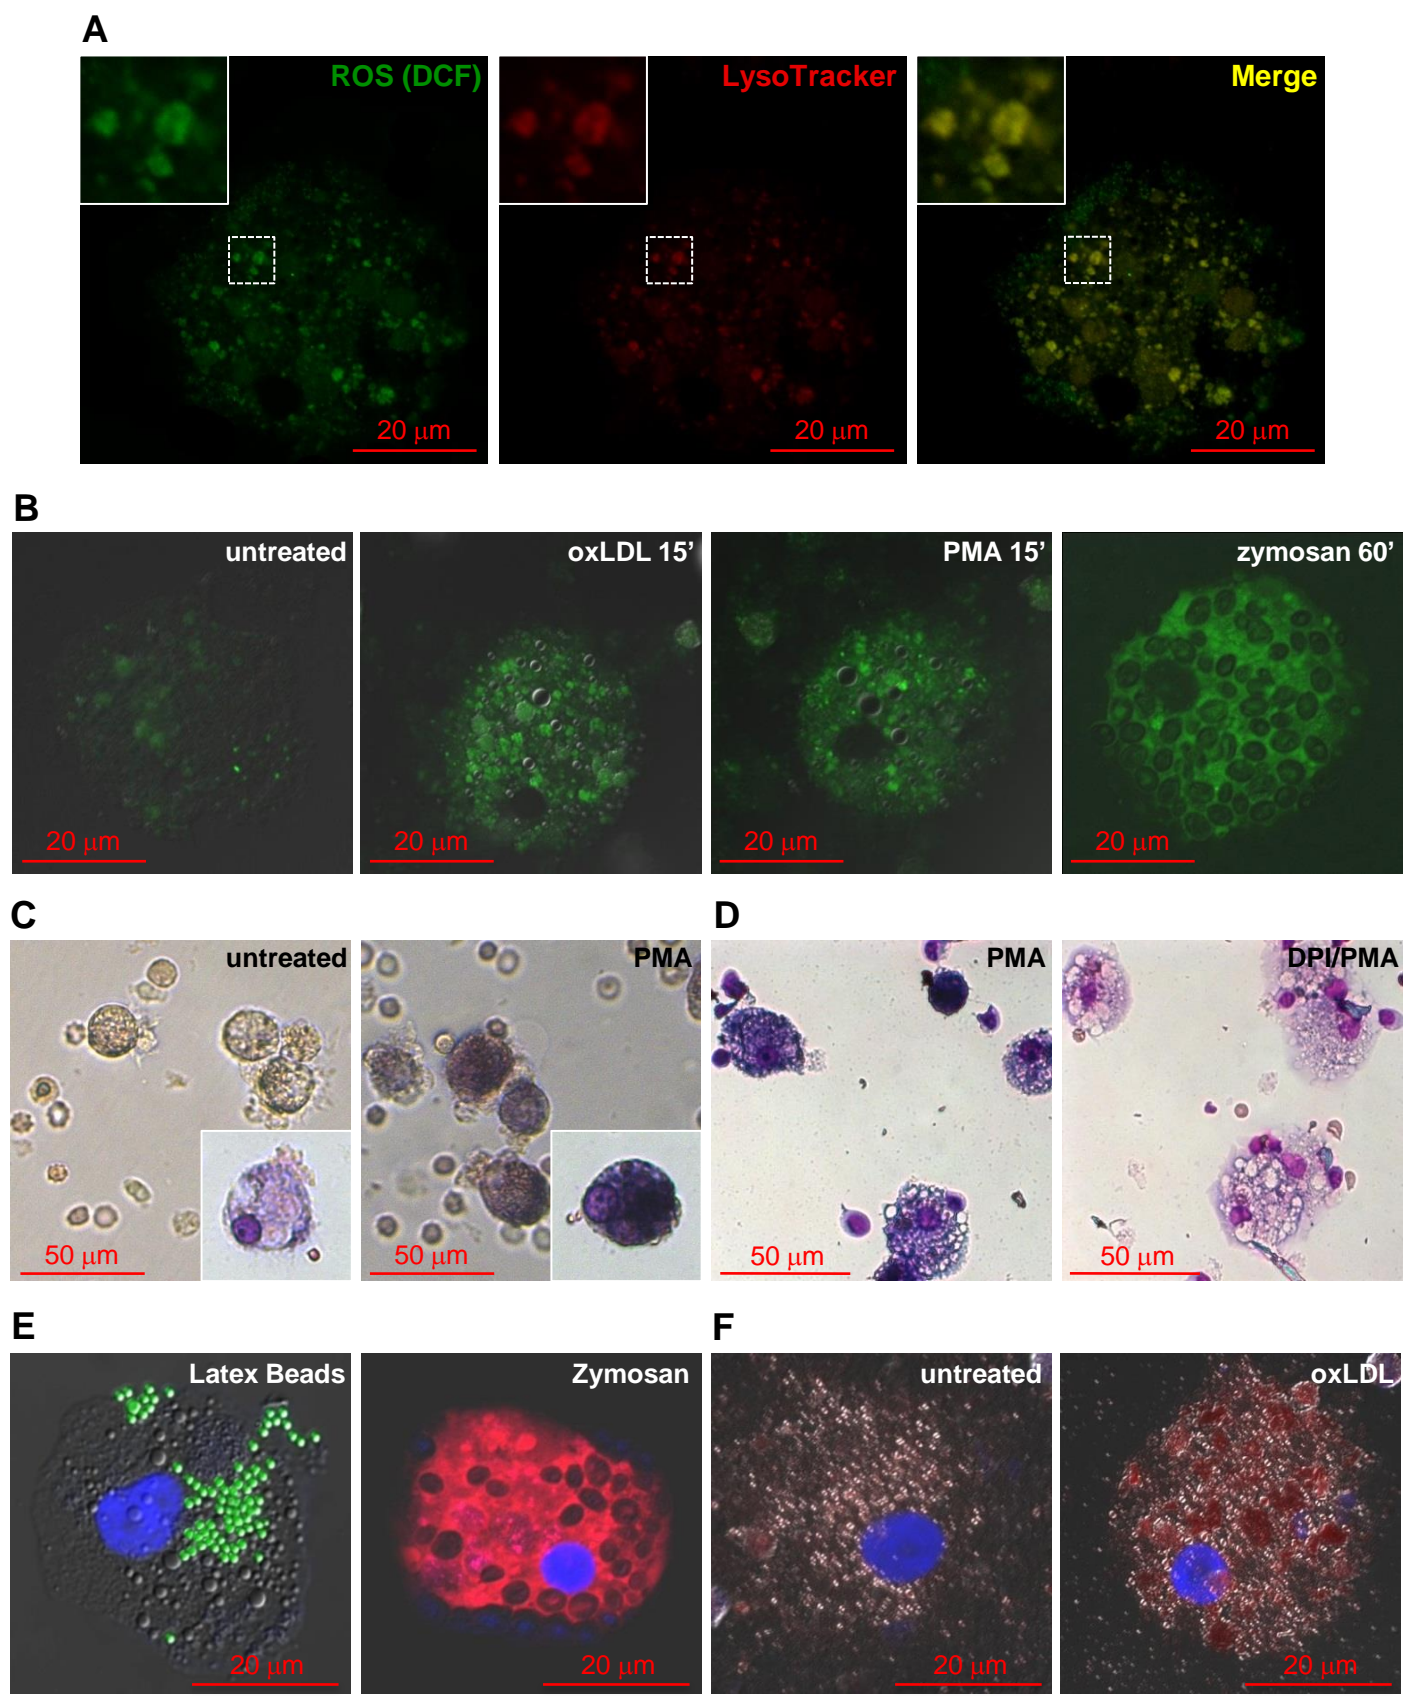 A
ROS (DCF)
LysoTracker
Merge
20 μm
20 μm
20 μm
B
untreated
oxLDL 15’
PMA 15’
zymosan 60’
20 μm
20 μm
20 μm
20 μm
C
D
untreated
PMA
PMA
DPI/PMA
50 μm
50 μm
50 μm
50 μm
E
F
Latex Beads
Zymosan
untreated
oxLDL
20 μm
20 μm
20 μm
20 μm